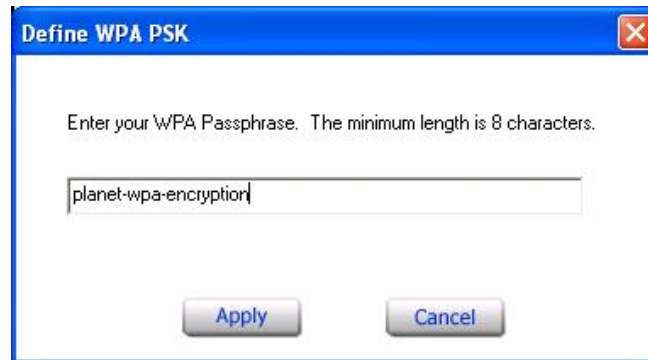 Define WPA PSK
Enter your WPA Passphrase. The minimum length is 8 characters.
planet-wpa-encryption
Apply
Cancel